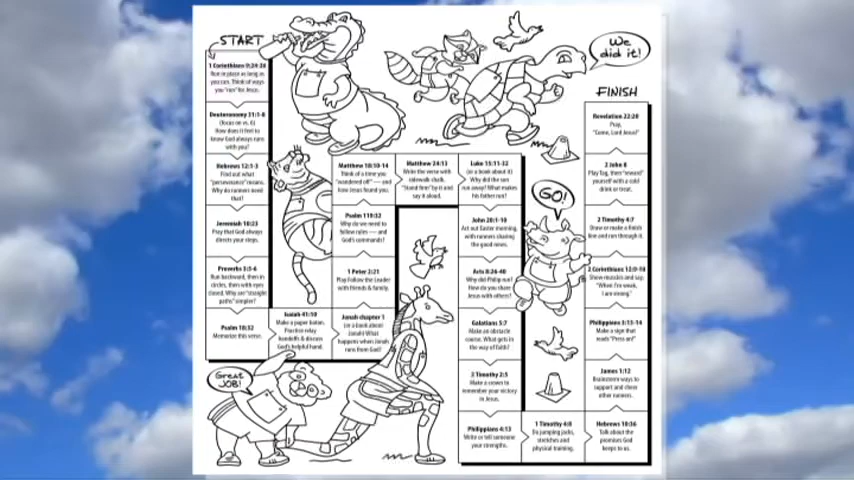 START
1 Corinthians 9:24-26
Run in place as long as
you can. Think of ways
you "run" for Jesus.
Deuteronomy 31:1-8
(focus on vs. 6)
How does it feel to
know God always runs
with you?
Hebrews 12:1-3
Find out what
"perseverance" means.
Why do runners need
that?
Jeremiah 10:23
Pray that God always
directs your steps.
Proverbs 3:5-6
Run backward, then in
circles, then with eyes
closed. Why are "straight
paths" simpler?
Psalm 18:32
Memorize this verse.
Isaiah 41:10
Make a paper baton.
Practice relay
handoffs & discuss
God's helpful hand.
Jonah chapter 1
(or a book about
Jonah) What
happens when Jonah
runs from God?
1 Peter 2:21
Play Follow the Leader
with friends & family.
Psalm 119:32
Why do we need to
follow rules — and
God's commands?
Matthew 18:10-14
Think of a time you
"wandered off" — and
how Jesus found you.
Matthew 24:13
Write the verse with
sidewalk chalk.
"Stand firm" by it and
say it aloud.
Luke 15:11-32
(or a book about it)
Why did the son
run away? What makes
his father run?
John 20:1-10
Act out Easter morning,
with runners sharing
the good news.
Acts 8:26-40
Why did Philip run?
How do you share
Jesus with others?
Galatians 5:7
Make an obstacle
course. What gets in
the way of faith?
2 Timothy 2:5
Make a crown to
remember your victory
in Jesus.
Philippians 4:13
Write or tell someone
your strengths.
1 Timothy 4:8
Do jumping jacks,
stretches and
physical training.
Hebrews 10:36
Talk about the
promises God
keeps to us.
James 1:12
Brainstorm ways to
support and cheer
other runners.
Philippians 3:13-14
Make a sign that
reads "Press on!"
2 Corinthians 12:9-10
Show muscles and say,
"When I'm weak,
I am strong."
2 Timothy 4:7
Draw or make a finish
line and run through it.
2 John 8
Play Tag, then "reward"
yourself with a cold
drink or treat.
Revelation 22:20
Pray,
"Come, Lord Jesus!"
FINISH
We
did it!
GO!
Great
JOB!